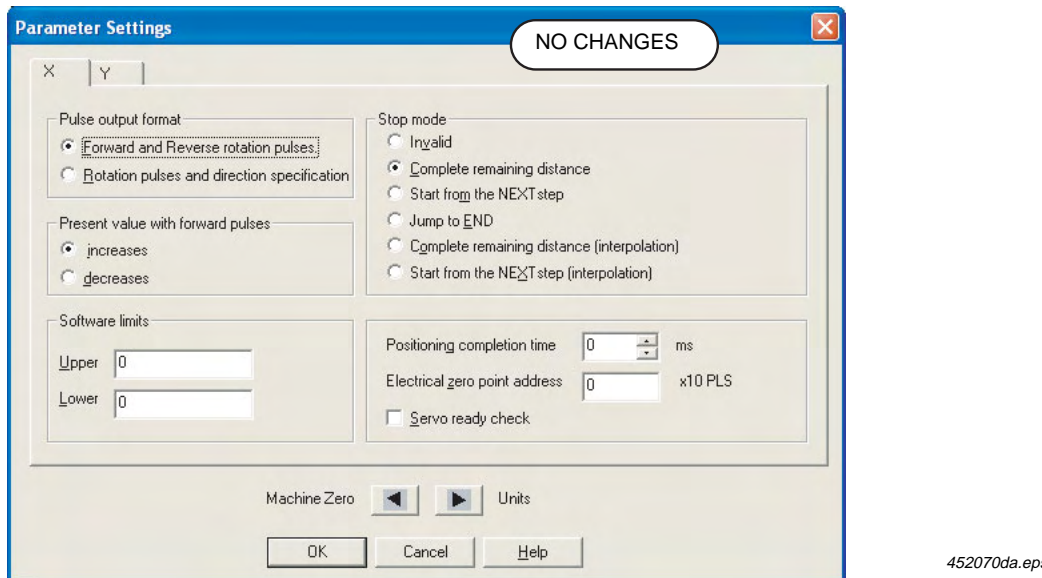 Parameter Settings
NO CHANGES
X
Y
Pulse output format
Forward and Reverse rotation pulses.
Rotation pulses and direction specification
Present value with forward pulses
increases
decreases
Software limits
Upper 0
Lower 0
Stop mode
Invalid
Complete remaining distance
Start from the NEXT step
Jump to END
Complete remaining distance (interpolation)
Start from the NEXT step (interpolation)
Positioning completion time 0 ms
Electrical zero point address 0 x10 PLS
Servo ready check
Machine Zero Units
OK Cancel Help
452070da.eps